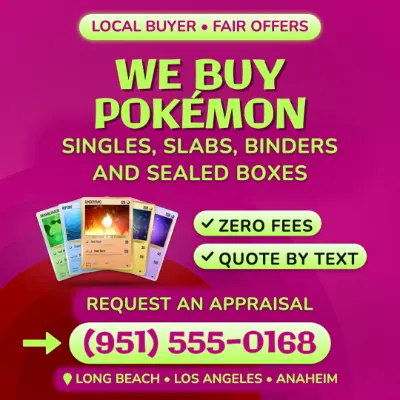 LOCAL BUYER • FAIR OFFERS
WE BUY
POKÉMON
SINGLES, SLABS, BINDERS
AND SEALED BOXES
ZERO FEES
QUOTE BY TEXT
REQUEST AN APPRAISAL
(951) 555-0168
LONG BEACH • LOS ANGELES • ANAHEIM